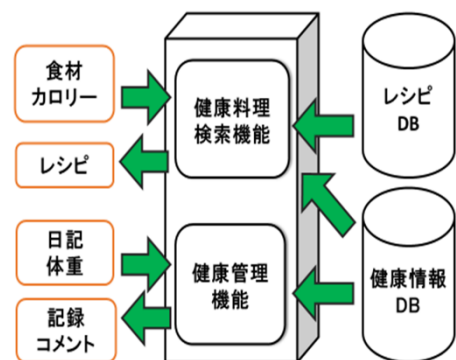 食材
カロリー
レシピ
日記
体重
記録
コメント
健康料理
検索機能
健康管理
機能
レシピ
DB
健康情報
DB